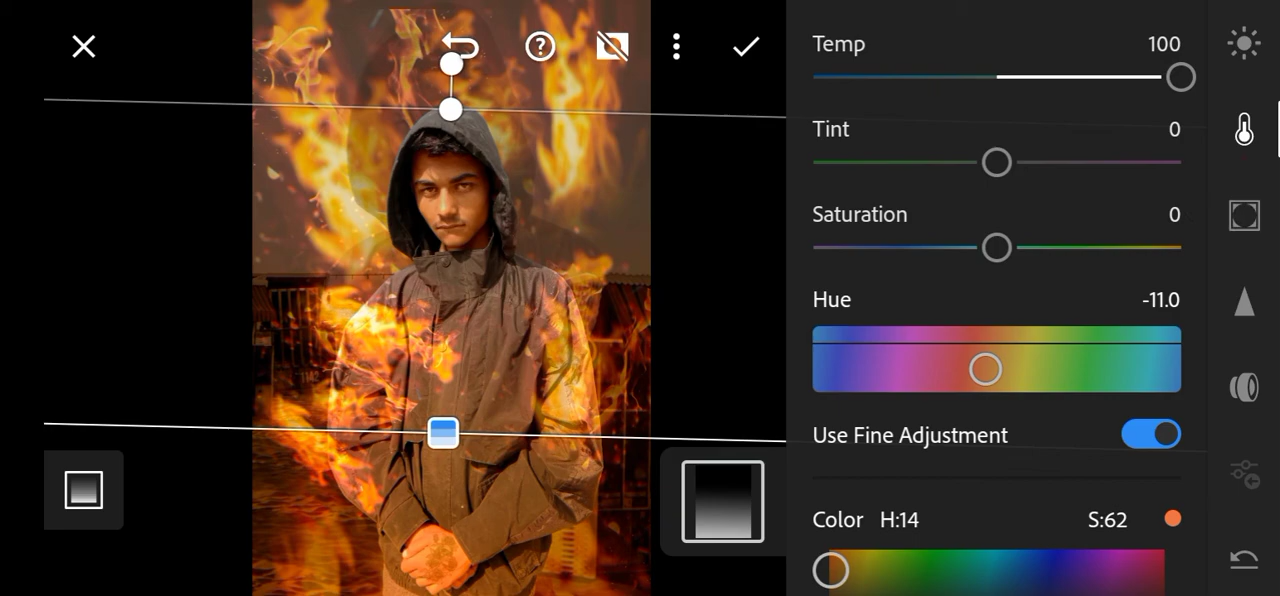 Temp 100
Tint 0
Saturation 0
Hue -11.0
Use Fine Adjustment
Color H:14 S:62